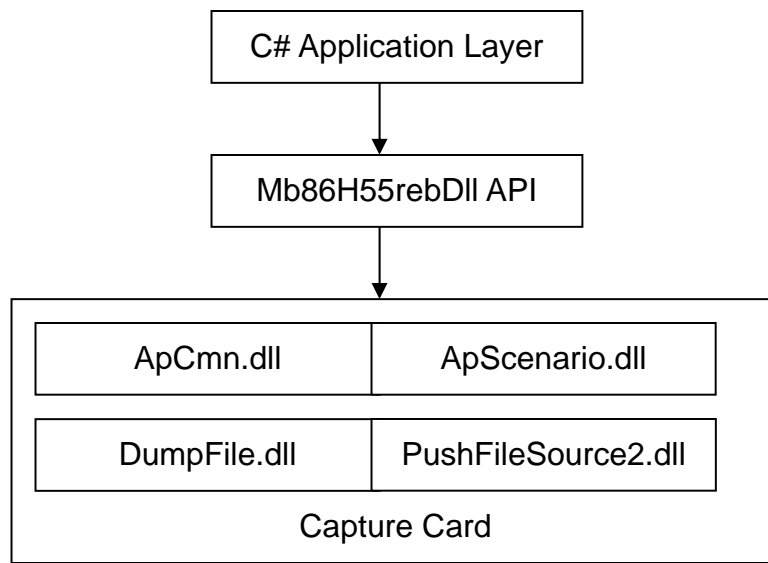 C# Application Layer
Mb86H55rebDll API
ApCmn.dll
ApScenario.dll
DumpFile.dll
PushFileSource2.dll
Capture Card